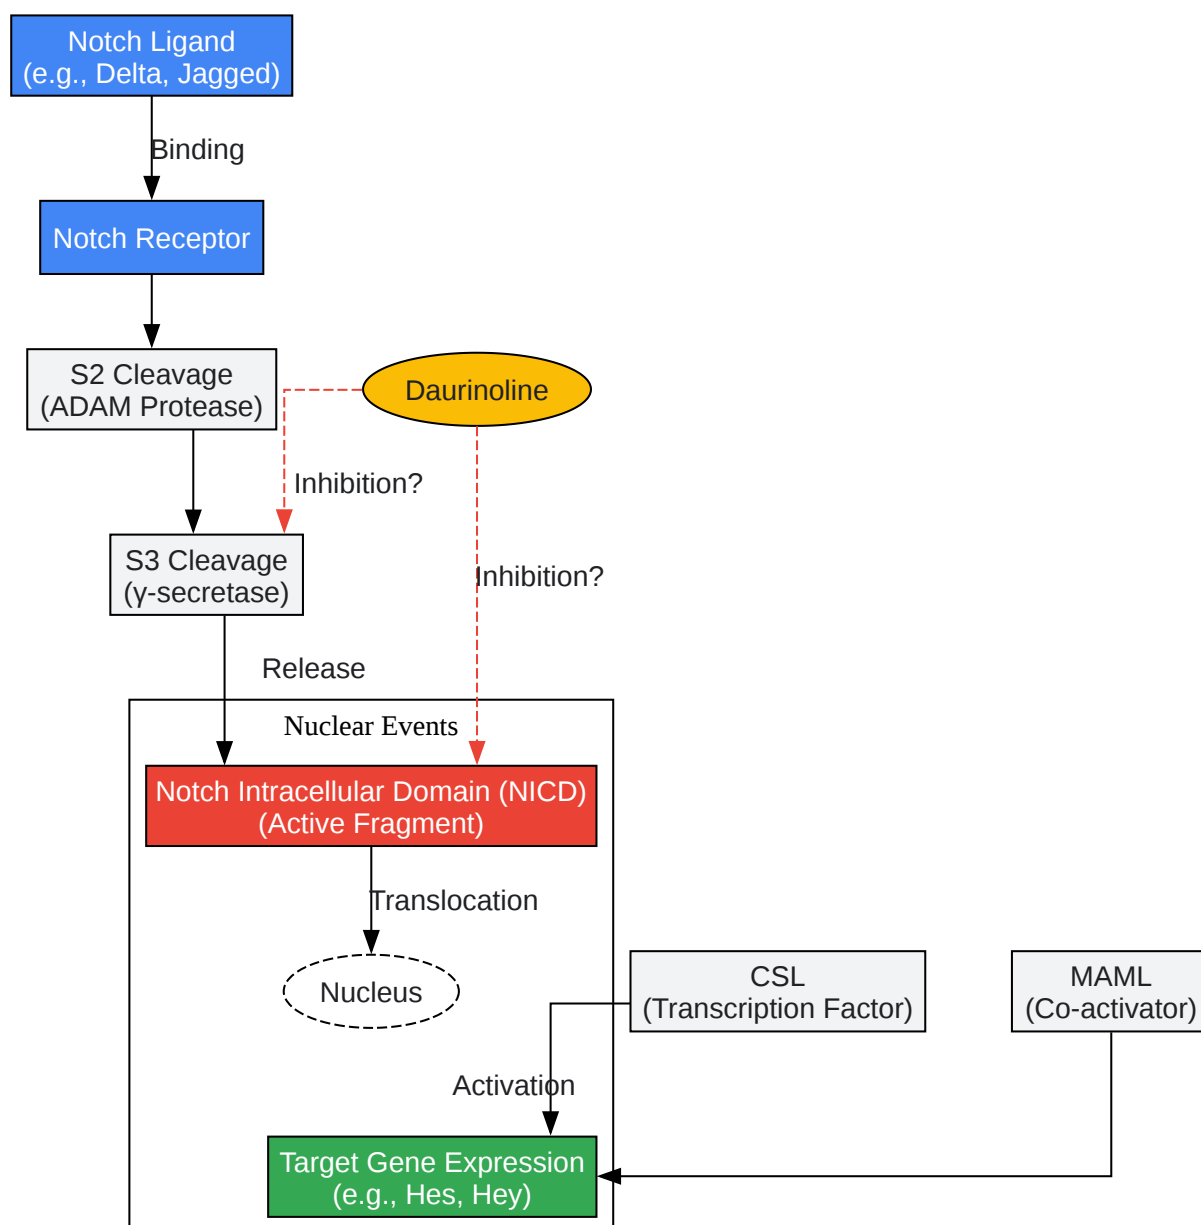 Notch Ligand
(e.g., Delta, Jagged)
Binding
Notch Receptor
S2 Cleavage
(ADAM Protease)
Daurinoline
Inhibition?
S3 Cleavage
(γ-secretase)
Inhibition?
Release
Nuclear Events
Notch Intracellular Domain (NICD)
(Active Fragment)
Translocation
Nucleus
CSL
(Transcription Factor)
MAML
(Co-activator)
Activation
Target Gene Expression
(e.g., Hes, Hey)